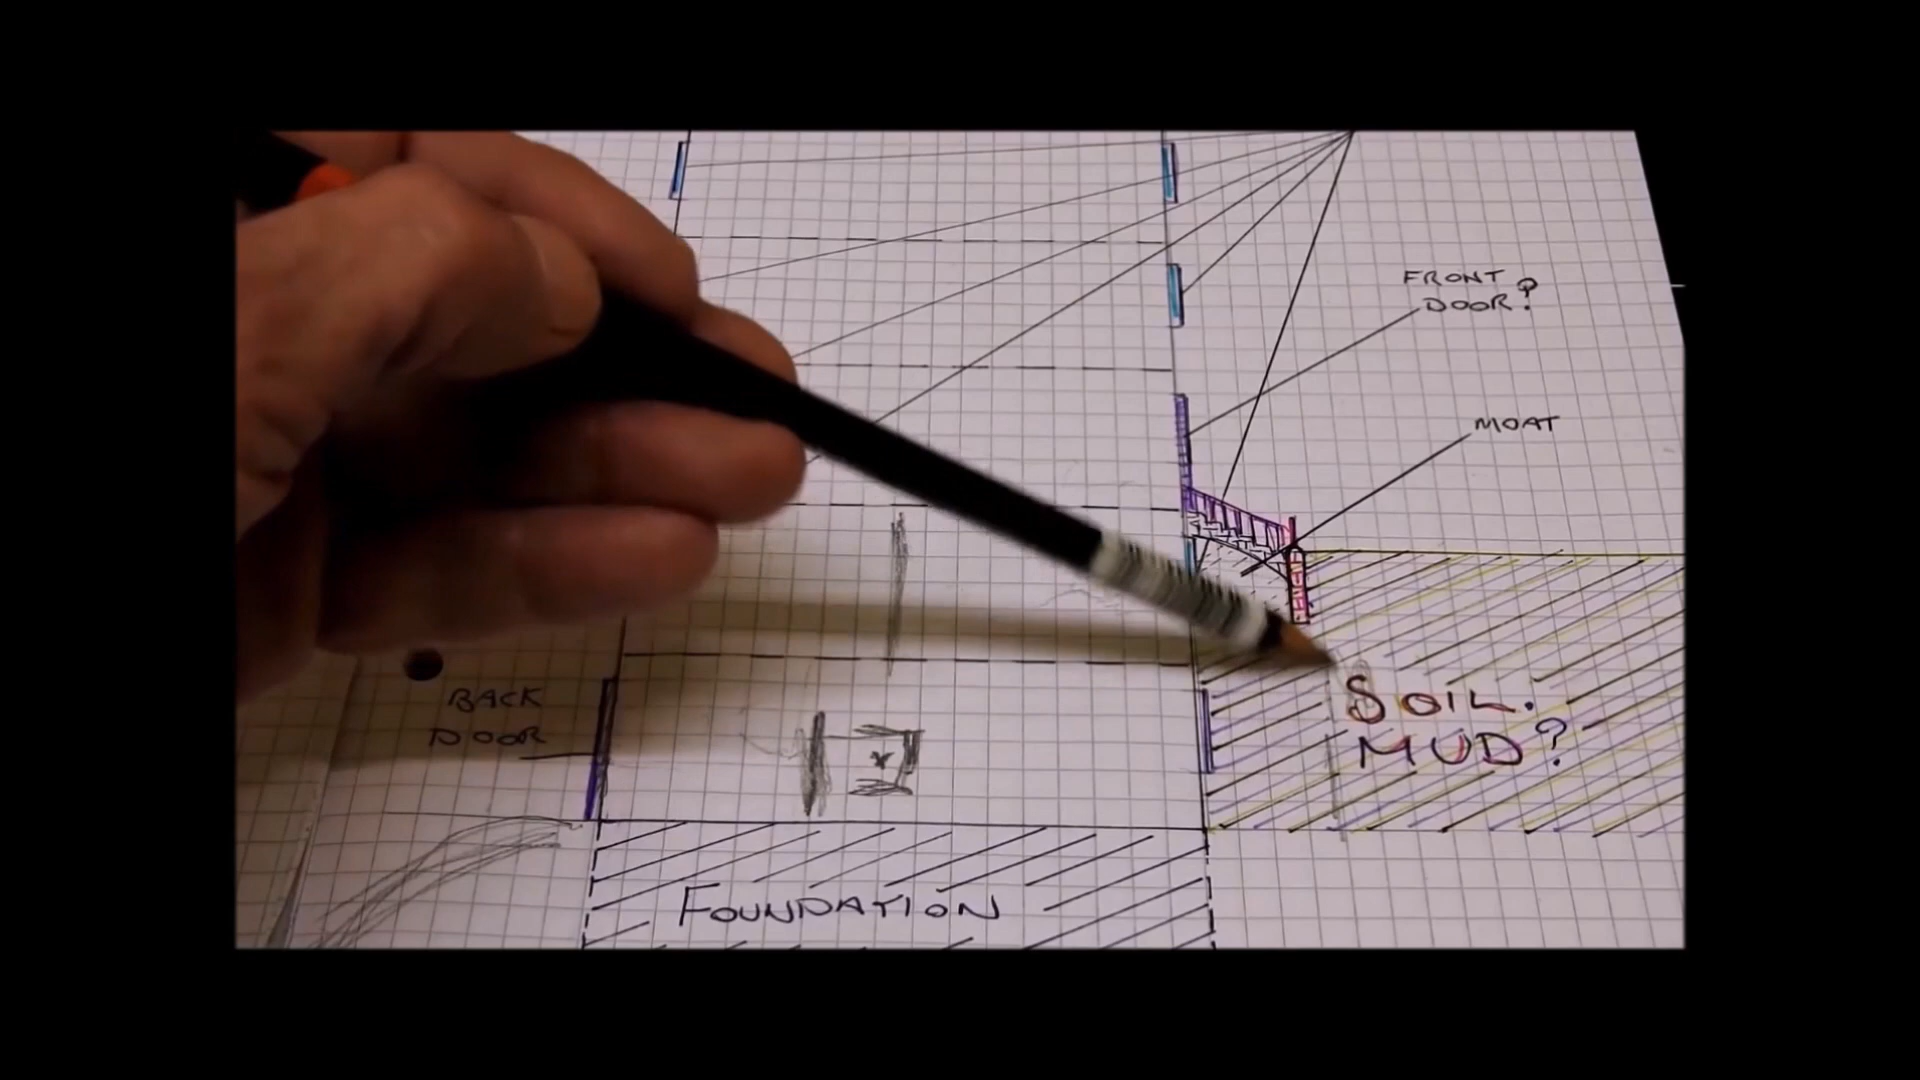 FRONT
DOOR?
MOAT
BACK
DOOR
SOIL.
MUD?
FOUNDATION